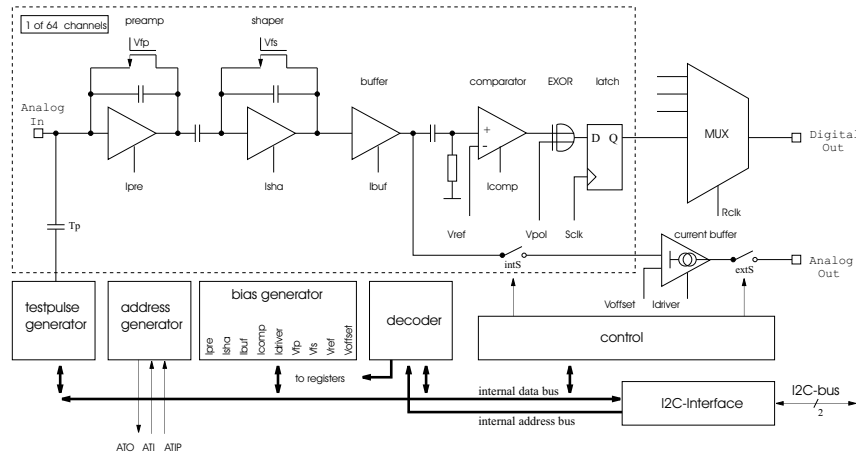 1 of 64 channels
preamp
shaper
Vfp
Vfs
buffer
comparator
EXOR
latch
Analog
In
+
-
D Q
MUX
Digital
Out
Ipre
Isha
Ibuf
Icomp
Rclk
Tp
Vref
Vpol
Sclk
current buffer
intS
extS
Analog
Out
Voffset
Idriver
testpulse
generator
address
generator
bias generator
Ipre
Isha
Ibuf
Icomp
Idriver
Vfp
Vfs
Vref
Voffset
decoder
control
to registers
internal data bus
internal address bus
I2C-Interface
I2C-bus
2
ATO ATI ATIP